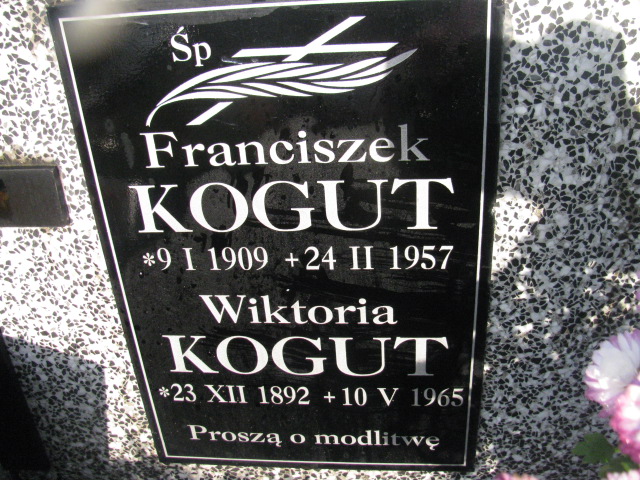 Śp
Franciszek
KOGUT
*9 I 1909 +24 II 1957
Wiktoria
KOGUT
*23 XII 1892 +10 V 1965
Proszą o modlitwę